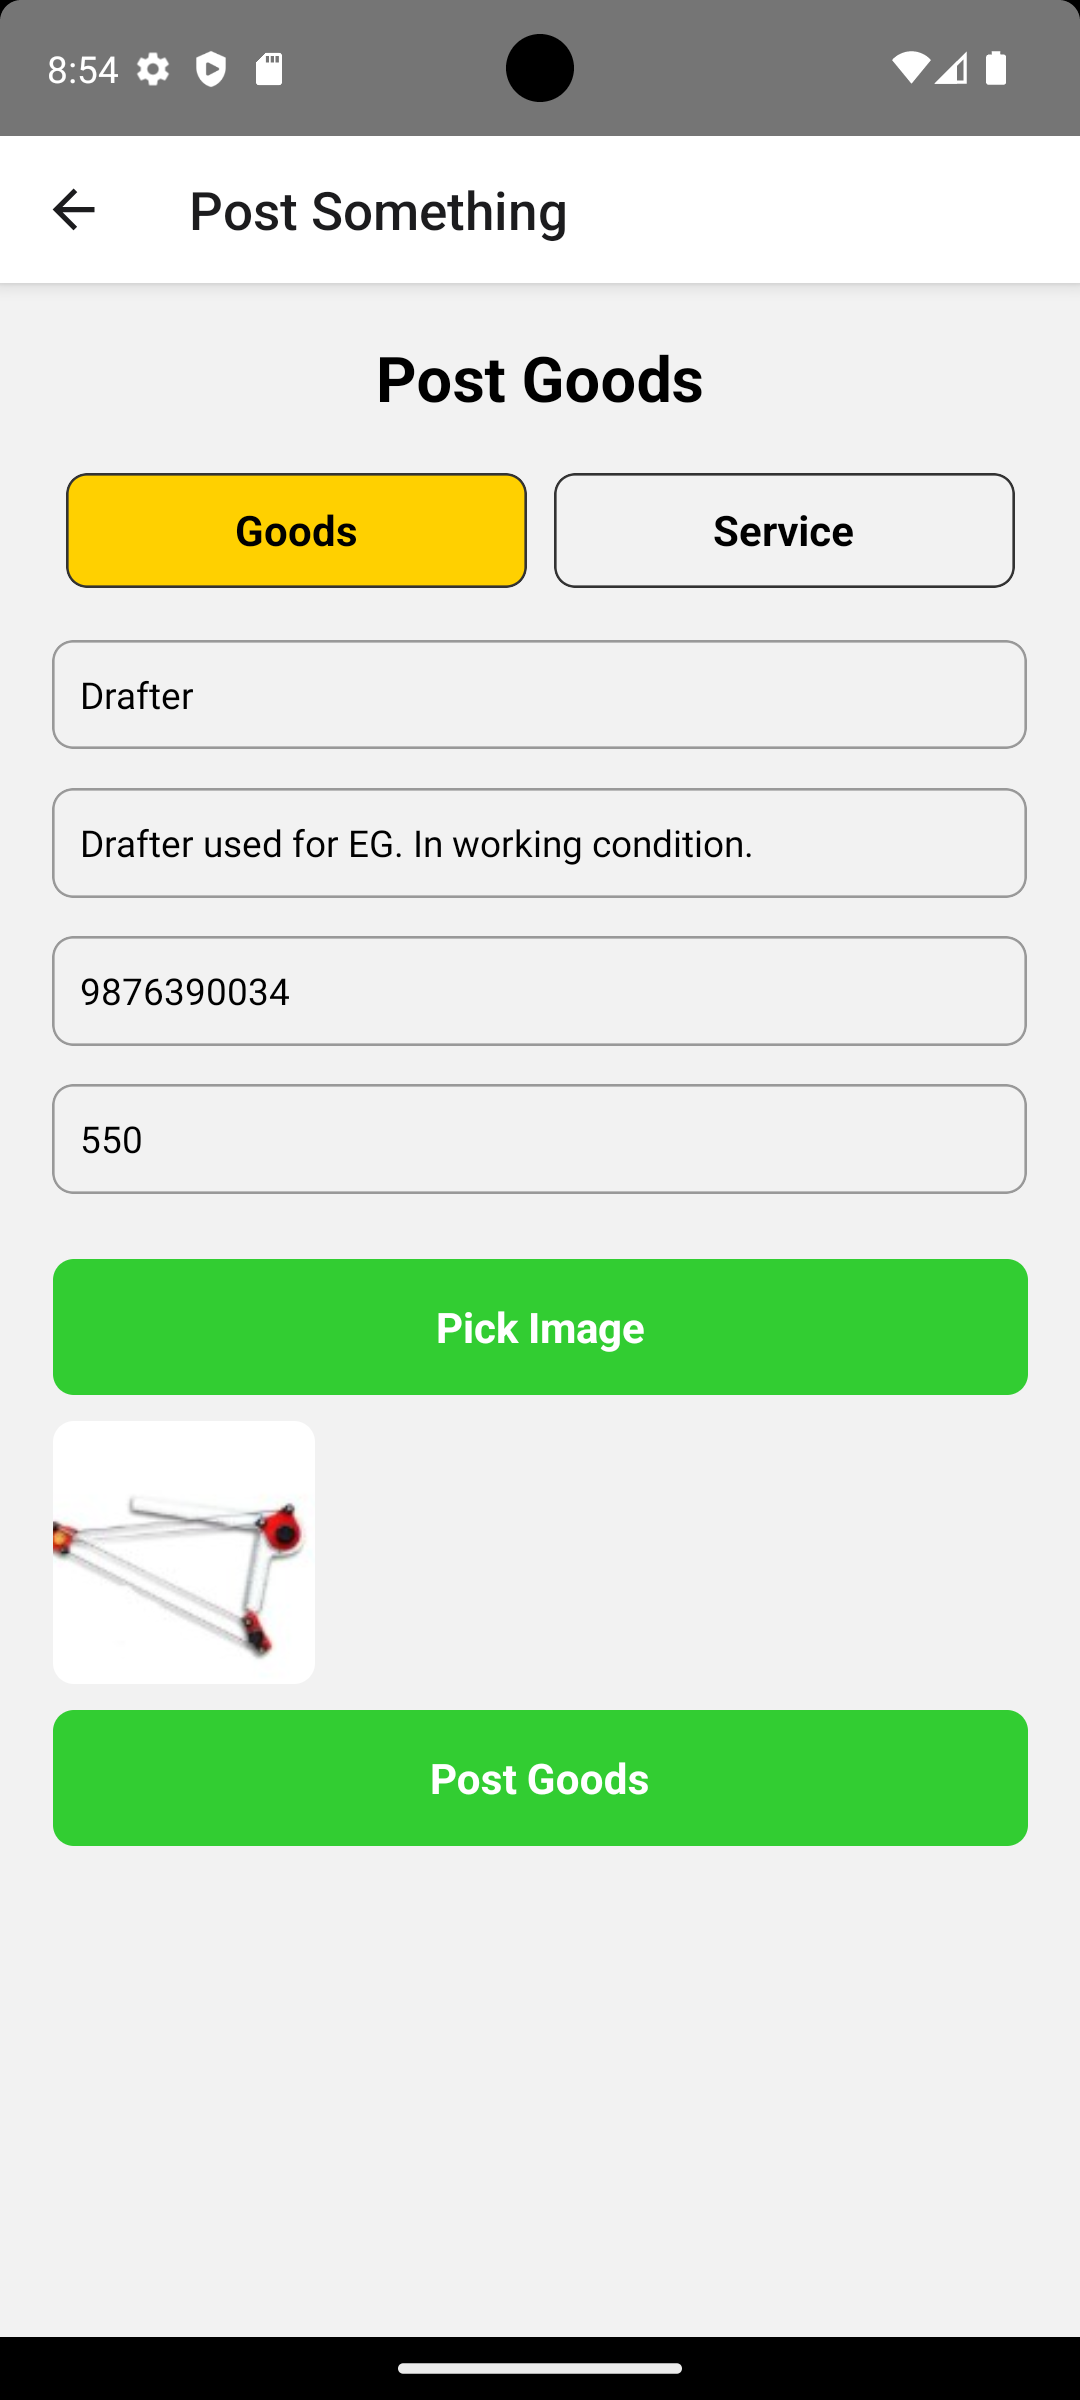 8:54
Post Something
Post Goods
Goods
Service
Drafter
Drafter used for EG. In working condition.
9876390034
550
Pick Image
Post Goods